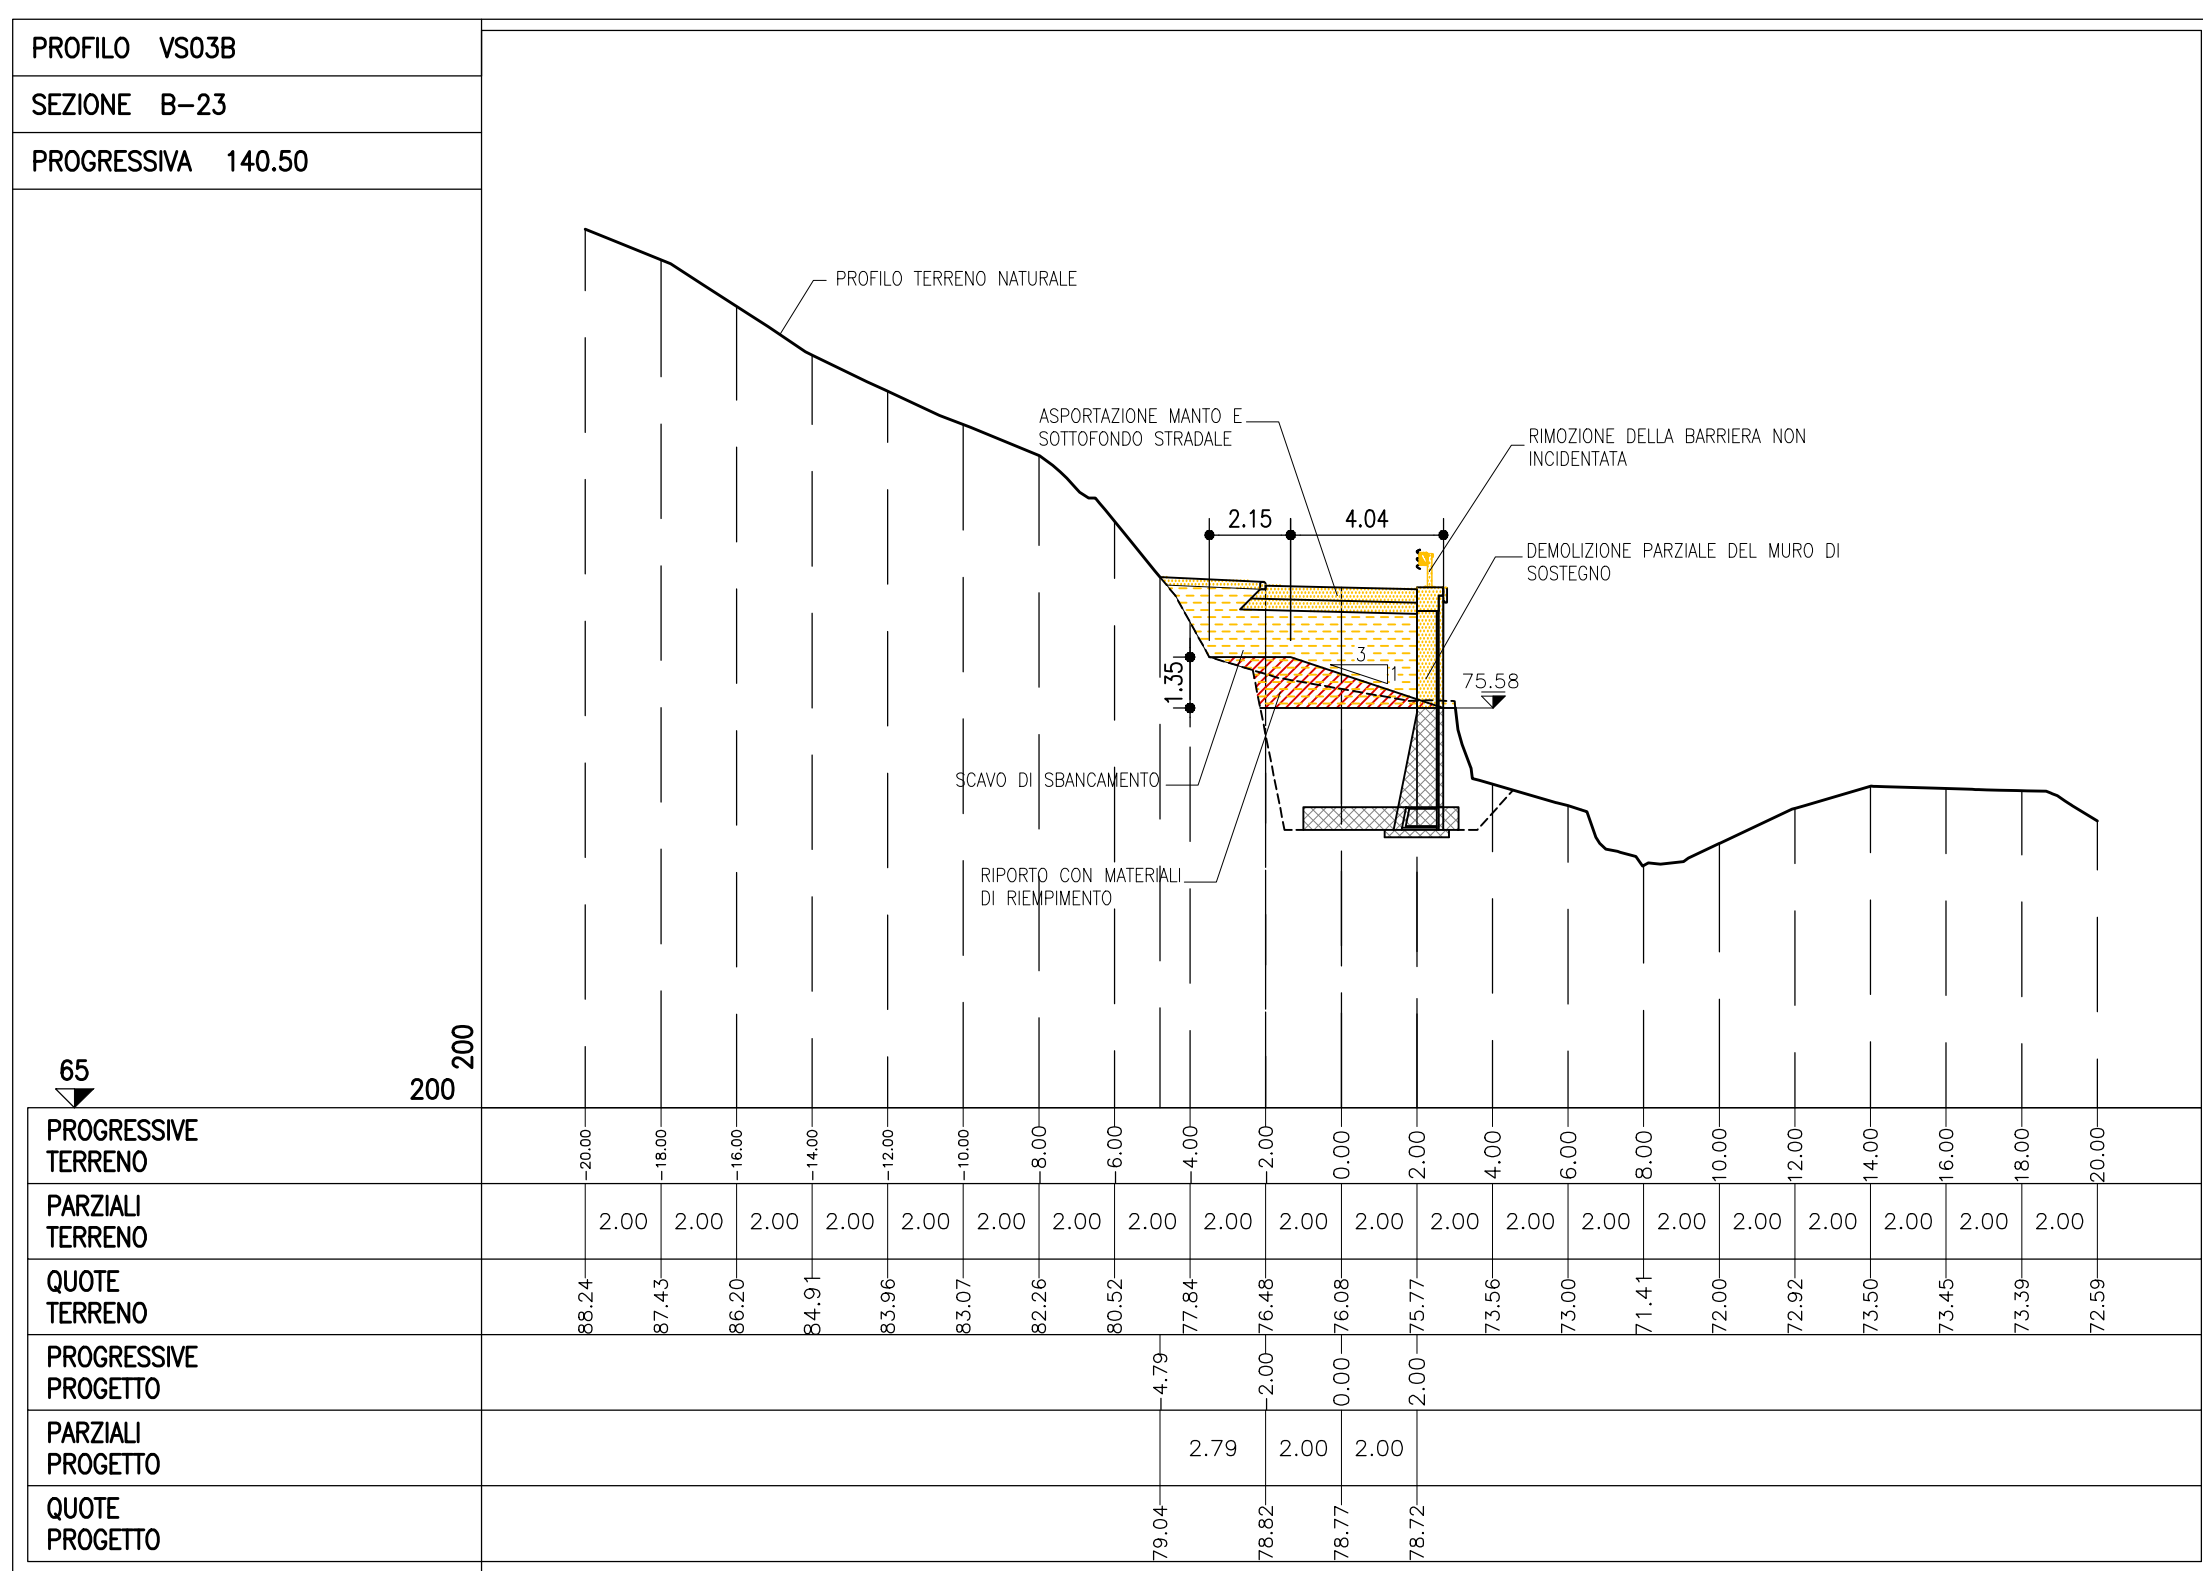 PROFILO VS03B
SEZIONE B-23
PROGRESSIVA 140.50
PROFILO TERRENO NATURALE
ASPORTAZIONE MANTO E
SOTTOFONDO STRADALE
RIMOZIONE DELLA BARRIERA NON
INCIDENTATA
2.15 4.04
DEMOLIZIONE PARZIALE DEL MURO DI
SOSTEGNO
3
1
1.35
75.58
SCAVO DI SBANCAMENTO
RIPORTO CON MATERIALI
DI RIEMPIMENTO
200
65
200
PROGRESSIVE
TERRENO
-20.00 -18.00 -16.00 -14.00 -12.00 -10.00 -8.00 -6.00 -4.00 -2.00 0.00 2.00 4.00 6.00 8.00 10.00 12.00 14.00 16.00 18.00 20.00
PARZIALI
TERRENO
2.00 2.00 2.00 2.00 2.00 2.00 2.00 2.00 2.00 2.00 2.00 2.00 2.00 2.00 2.00 2.00 2.00 2.00 2.00 2.00
QUOTE
TERRENO
88.24 87.43 86.20 84.91 83.96 83.07 82.26 80.52 77.84 76.48 76.08 75.77 73.56 73.00 71.41 72.00 72.92 73.50 73.45 73.39 72.59
PROGRESSIVE
PROGETTO
-4.79 -2.00 0.00 2.00
PARZIALI
PROGETTO
2.79 2.00 2.00
QUOTE
PROGETTO
79.04 78.82 78.77 78.72